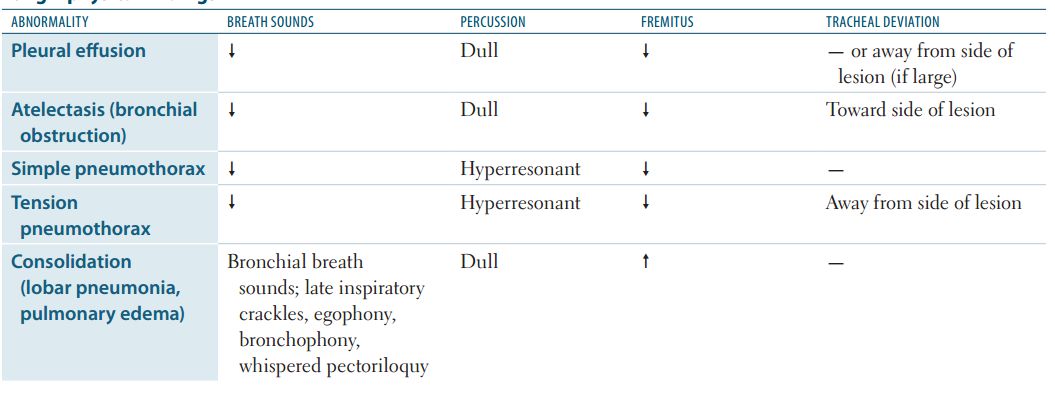 ABNORMALITY BREATH SOUNDS PERCUSSION FREMITUS TRACHEAL DEVIATION
Pleural effusion ↓ Dull ↓ — or away from side of
lesion (if large)
Atelectasis (bronchial ↓ Dull ↓ Toward side of lesion
obstruction)
Simple pneumothorax ↓ Hyperresonant ↓ —
Tension ↓ Hyperresonant ↓ Away from side of lesion
pneumothorax
Consolidation Bronchial breath Dull ↑ —
(lobar pneumonia, sounds; late inspiratory
pulmonary edema) crackles, egophony,
bronchophony,
whispered pectoriloquy